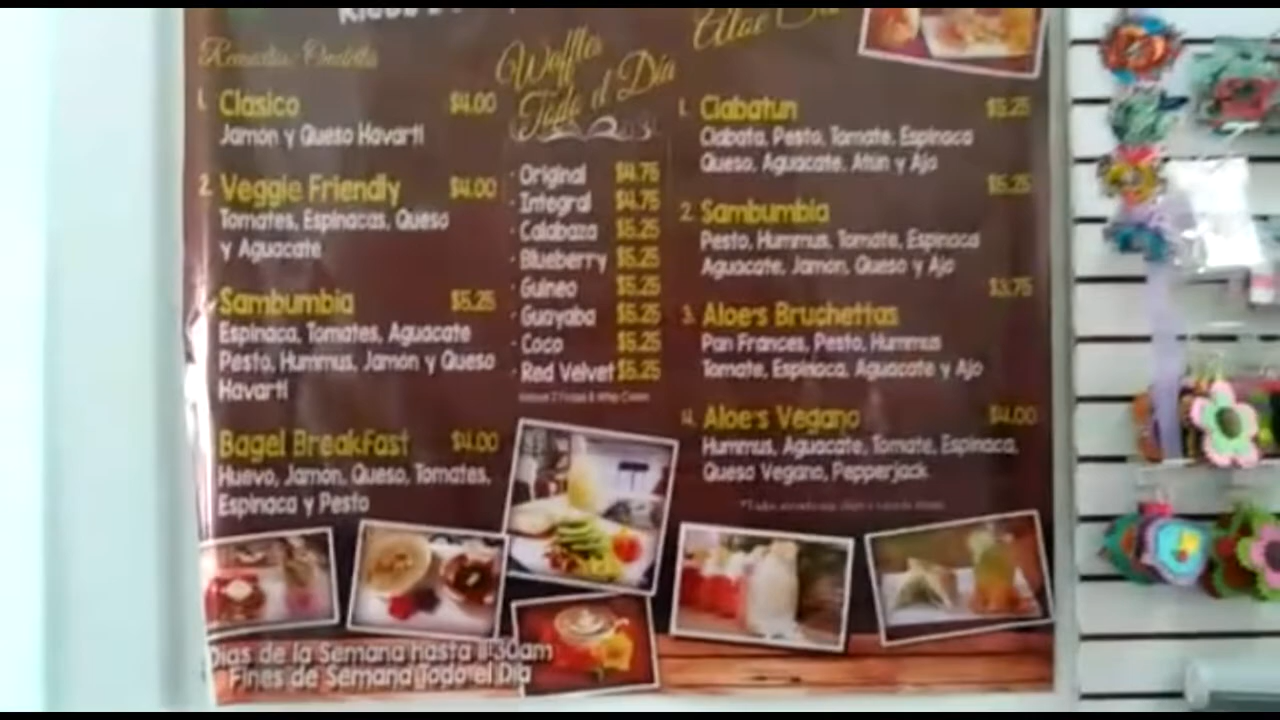 1. Clasico $4.00
Jamon y Queso Havarti
2. Veggie Friendly $4.00
Tomates, Espinacas, Queso
y Aguacate
Sambumbia $5.25
Espinaca, Tomates, Aguacate
Pesto, Hummus, Jamón y Queso
Havarti
Bagel BreakFast $4.00
Huevo, Jamón, Queso, Tomates,
Espinaca y Pesto
Dias de la Semana hasta 11:30am
Fines de Semana Todo el Dia
Waffles
Todo el Día
· Original $4.75
· Integral $4.75
· Calabaza $5.25
· Blueberry $5.25
· Guineo $5.25
· Guayaba $5.25
· Coco $5.25
· Red Velvet $5.25
Aloe
1. Ciabatun $5.25
Ciabata, Pesto, Tomate, Espinaca
Queso, Aguacate, Atún y Ajo
2. Sambumbia $5.25
Pesto, Hummus, Tomate, Espinaca
Aguacate, Jamon, Queso y Ajo
3. Aloe's Bruchettas $3.75
Pan Frances, Pesto, Hummus
Tomate, Espinaca, Aguacate y Ajo
4. Aloe's Vegano $4.00
Hummus, Aguacate, Tomate, Espinaca,
Queso Vegano, Pepperjack